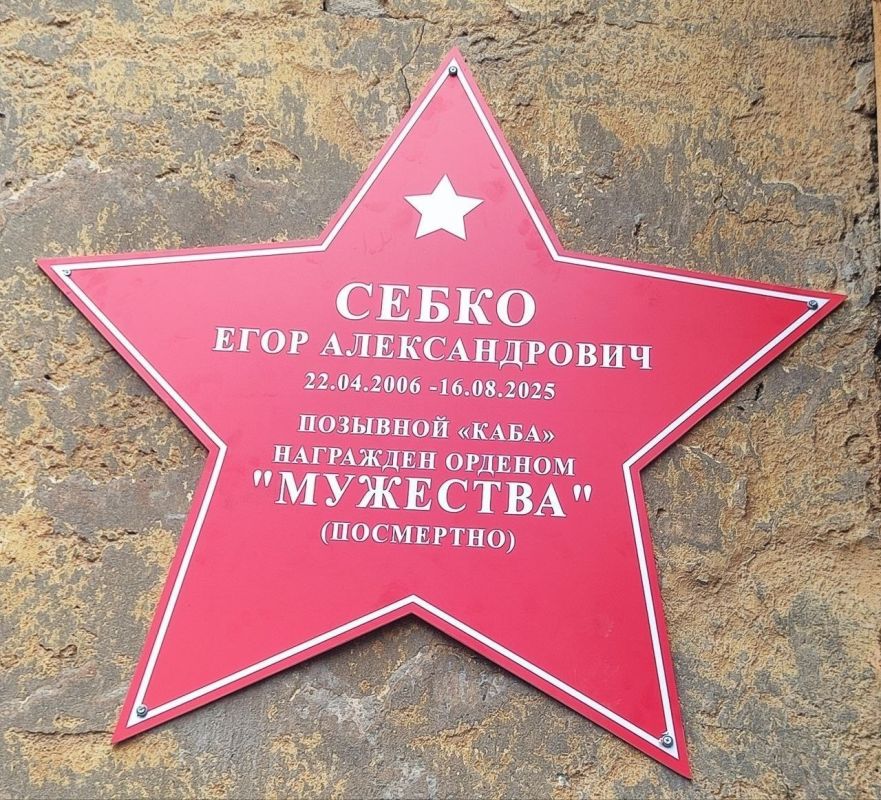 СЕБКО
ЕГОР АЛЕКСАНДРОВИЧ
22.04.2006 -16.08.2025
ПОЗЫВНОЙ «КАБА»
НАГРАЖДЕН ОРДЕНОМ
"МУЖЕСТВА"
(ПОСМЕРТНО)